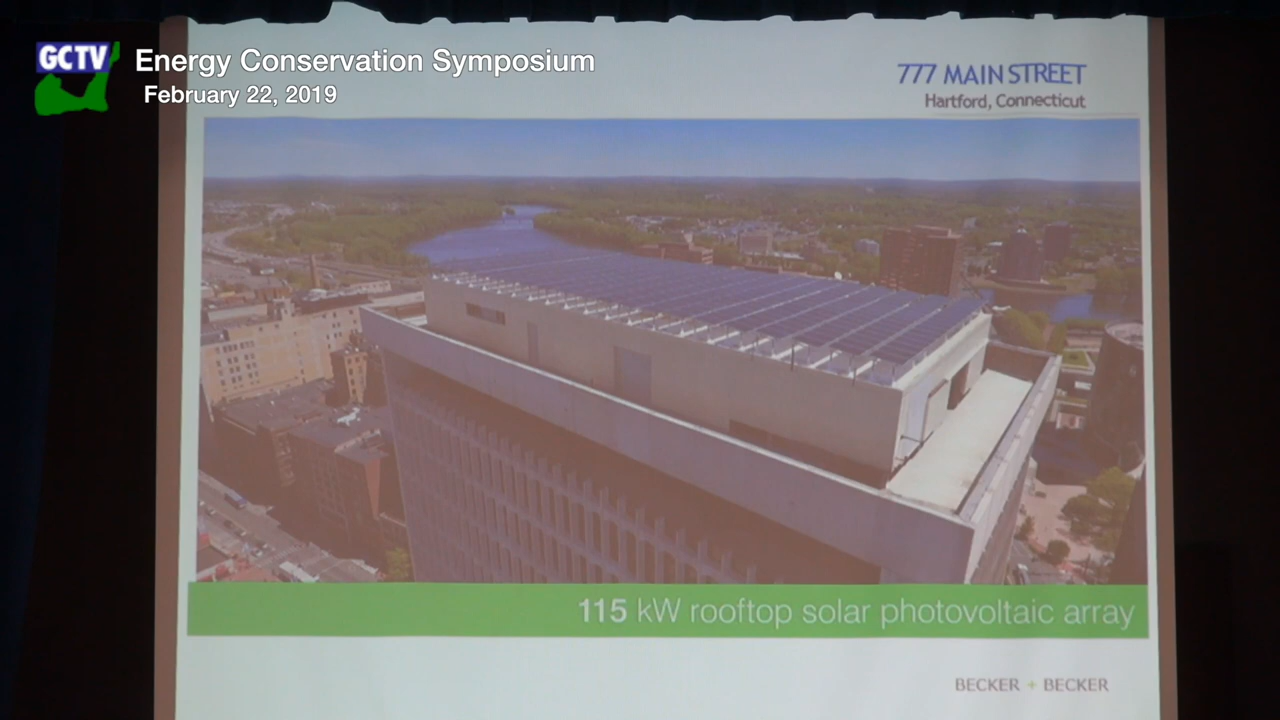 GCTV
Energy Conservation Symposium
February 22, 2019
777 MAIN STREET
Hartford, Connecticut
115 kW rooftop solar photovoltaic array
BECKER + BECKER